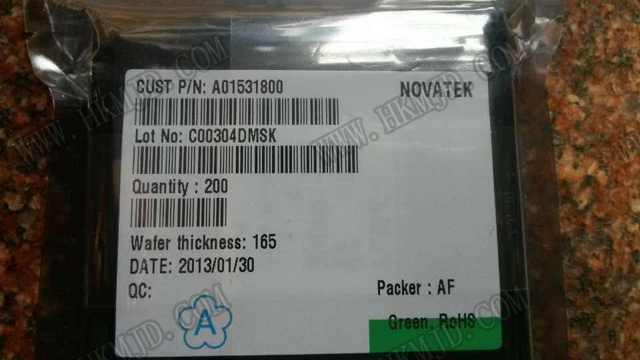 CUST P/N: A01531800
NOVATEK
Lot No: C00304DMSK
Quantity : 200
Wafer thickness: 165
DATE: 2013/01/30
QC:
Packer : AF
A
Green, RoHS
WWW.HKMJD.COM